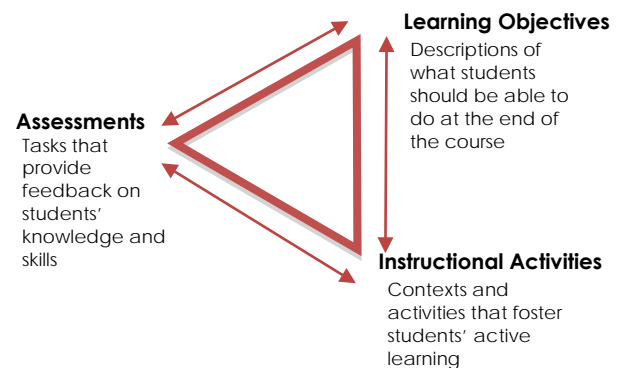 Learning Objectives
Descriptions of
what students
should be able to
do at the end of
the course
Assessments
Tasks that
provide
feedback on
students’
knowledge and
skills
Instructional Activities
Contexts and
activities that foster
students’ active
learning